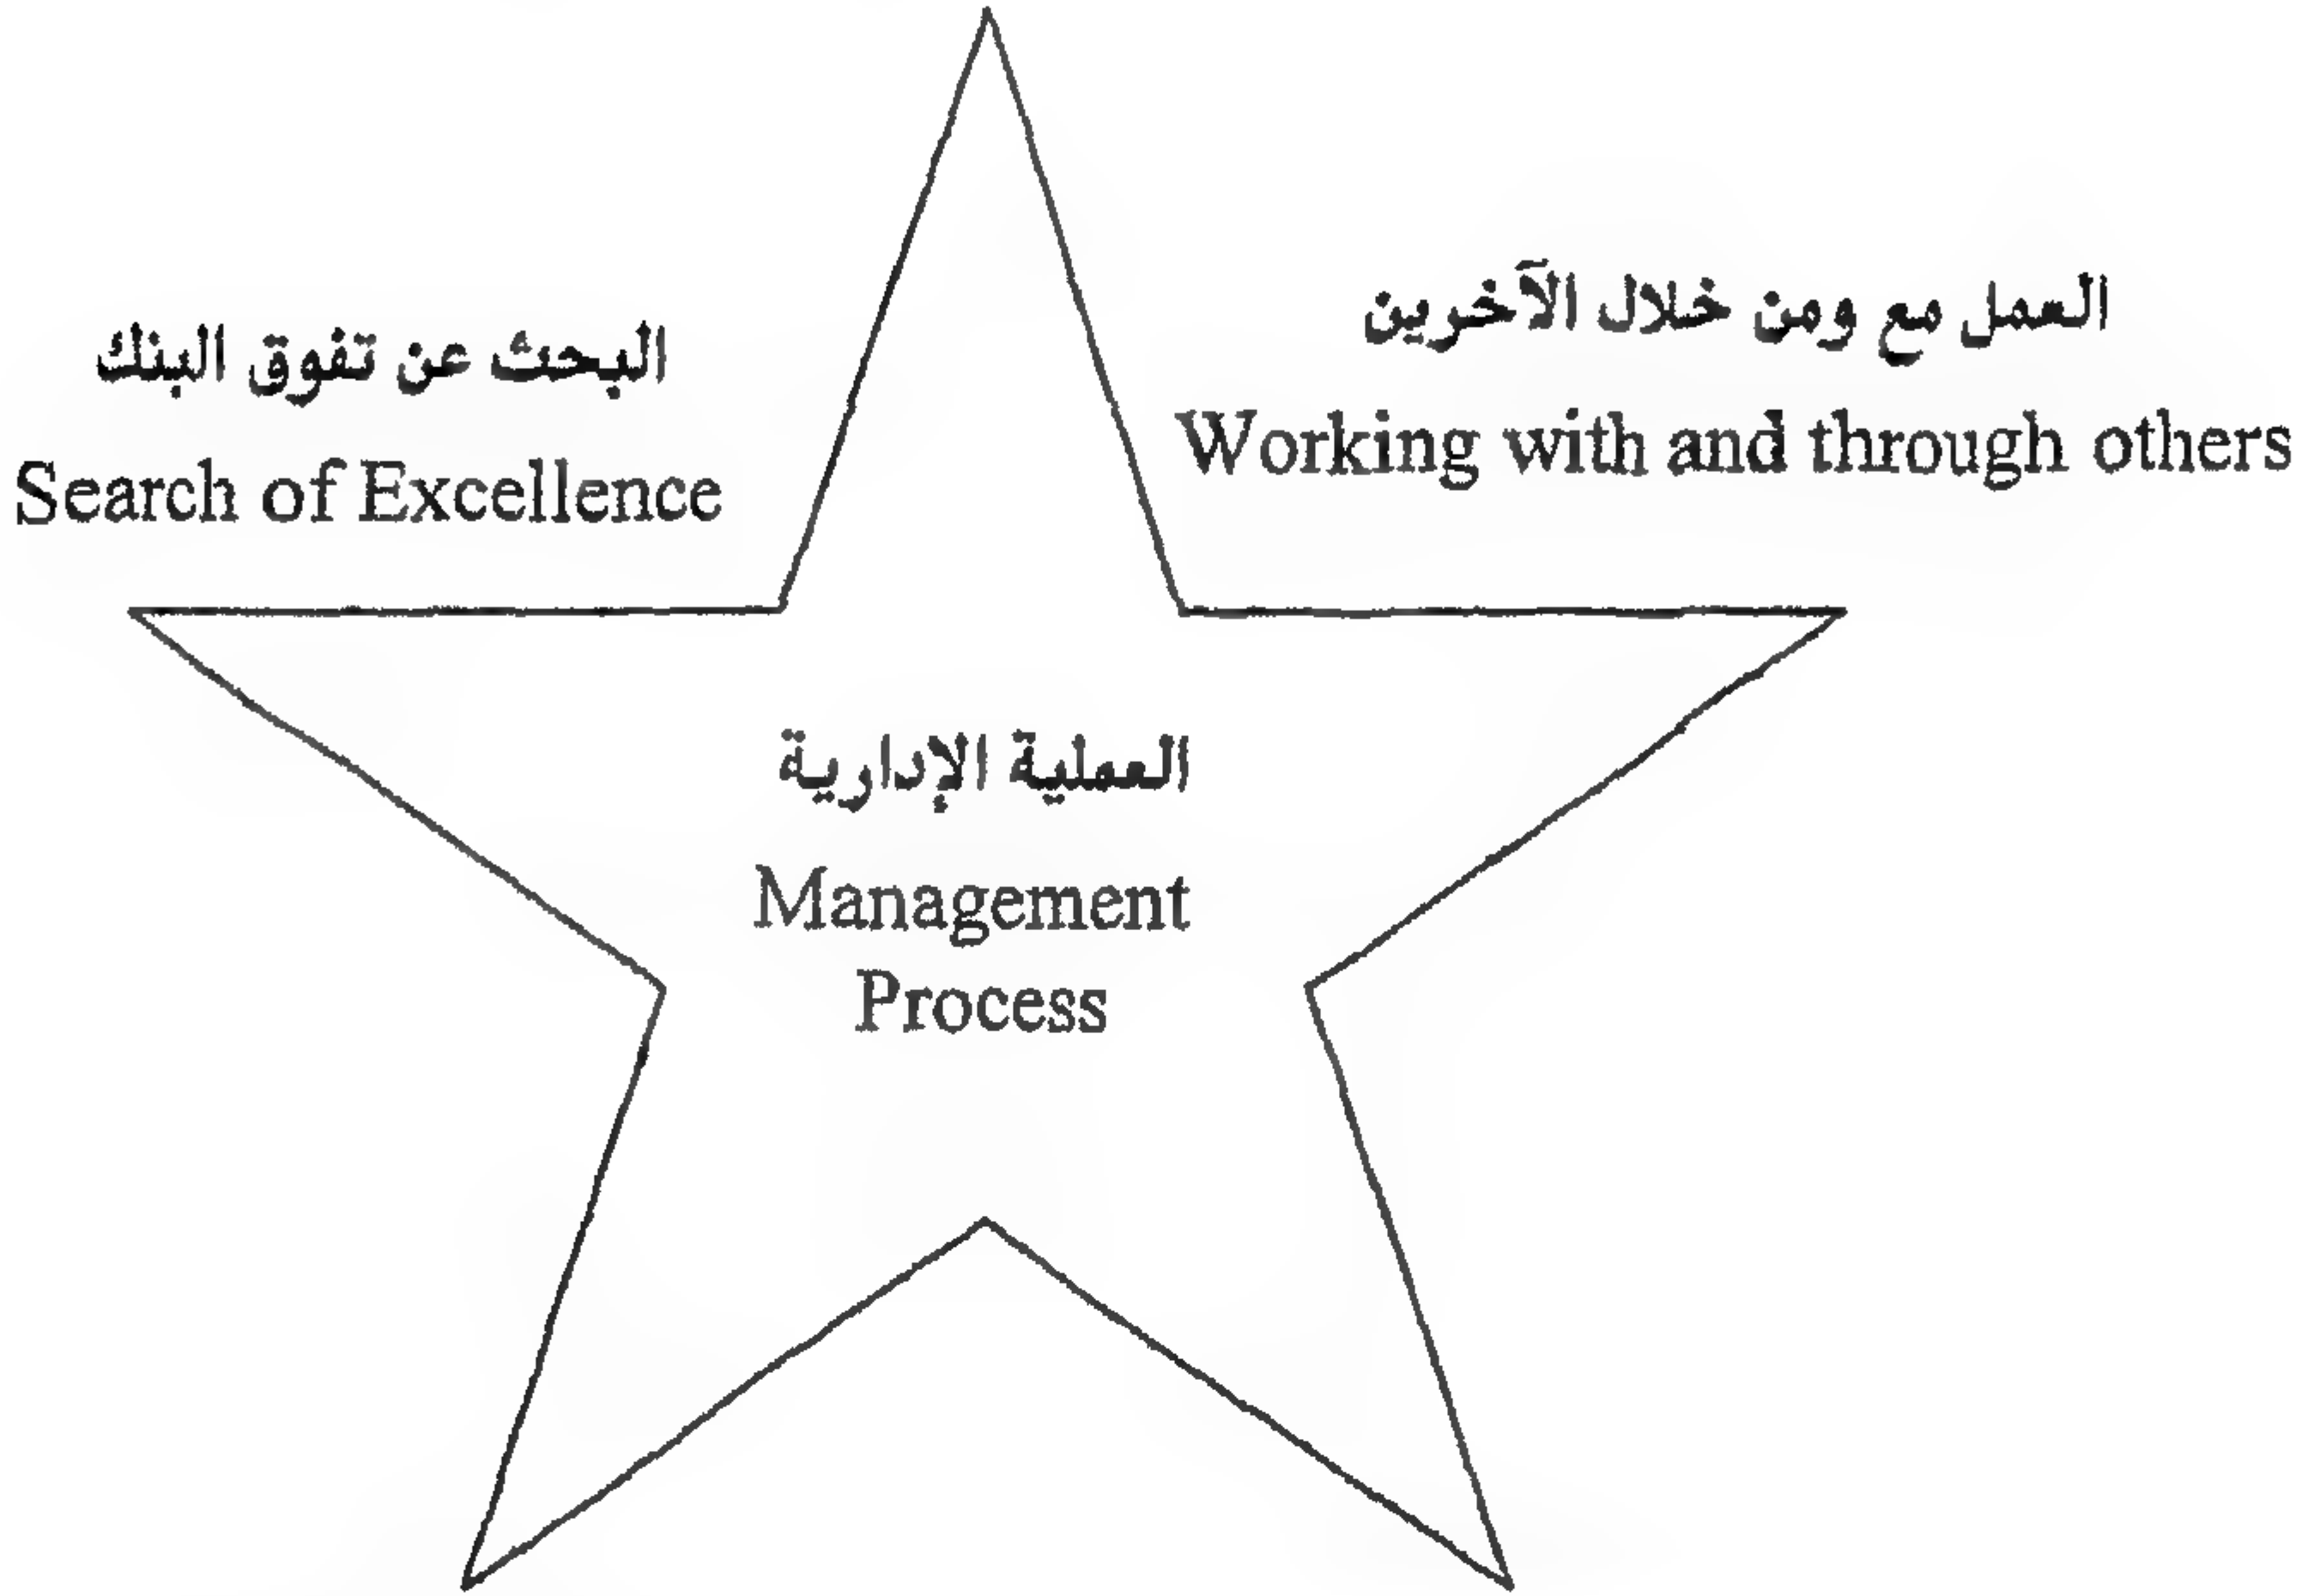 العمل مع ومن خلال الآخرين
Working with and through others
البحث عن تفوق البنك
Search of Excellence
العملية الإدارية
Management
Process